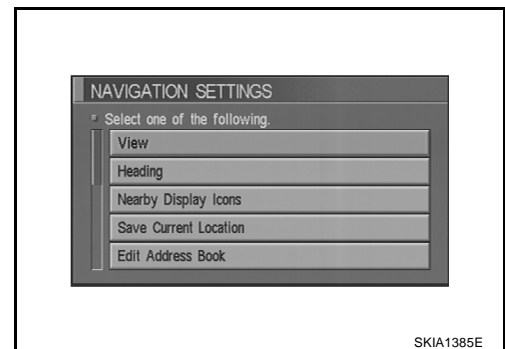 NAVIGATION SETTINGS
Select one of the following.
View
Heading
Nearby Display Icons
Save Current Location
Edit Address Book
SKIA1385E